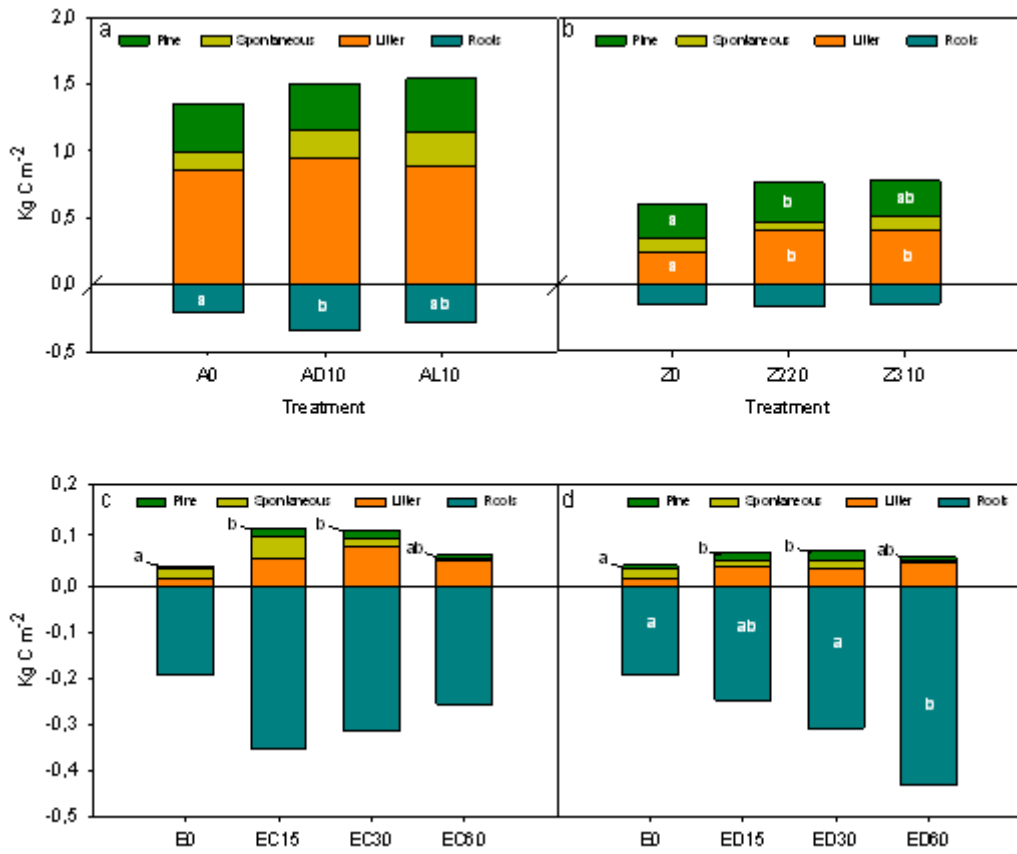 2,0
1,5
1,0
0,5
0,0
-0,5
Kg C m-2
a Pine Spontaneous Litter Roots
a b ab
A0 AD10 AL10
Treatment
b Pine Spontaneous Litter Roots
a b ab
a b b
Z0 Z220 Z310
Treatment
0,2
0,1
0,0
-0,1
-0,2
-0,3
-0,4
-0,5
Kg C m-2
c Pine Spontaneous Litter Roots
a b b ab
E0 EC15 EC30 EC60
d Pine Spontaneous Litter Roots
a b b ab
a ab a b
E0 ED15 ED30 ED60